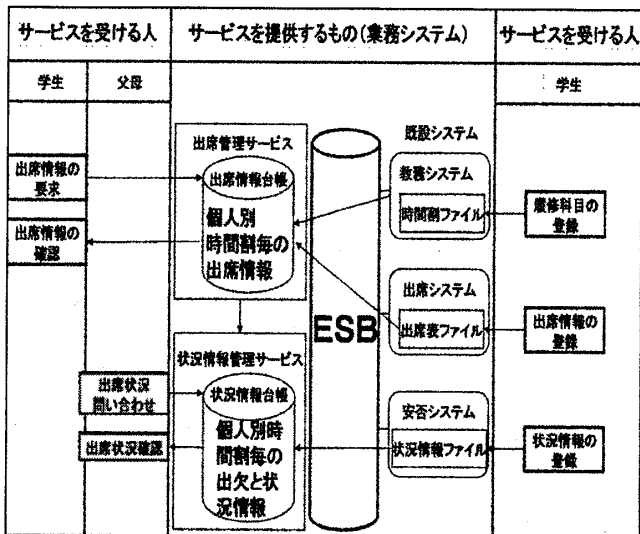 サービスを受ける人
サービスを提供するもの(業務システム)
サービスを受ける人
学生
父母
学生
出席管理サービス
出席情報台帳
個人別
時間割毎の
出席情報
出席情報の
要求
出席情報の
確認
状況情報管理サービス
状況情報台帳
個人別時
間割毎の
出欠と状
況情報
出席状況
問い合わせ
出席状況確認
ESB
既設システム
教務システム
時間割ファイル
出席システム
出席表ファイル
安否システム
状況情報ファイル
履修科目の
登録
出席情報の
登録
状況情報の
登録